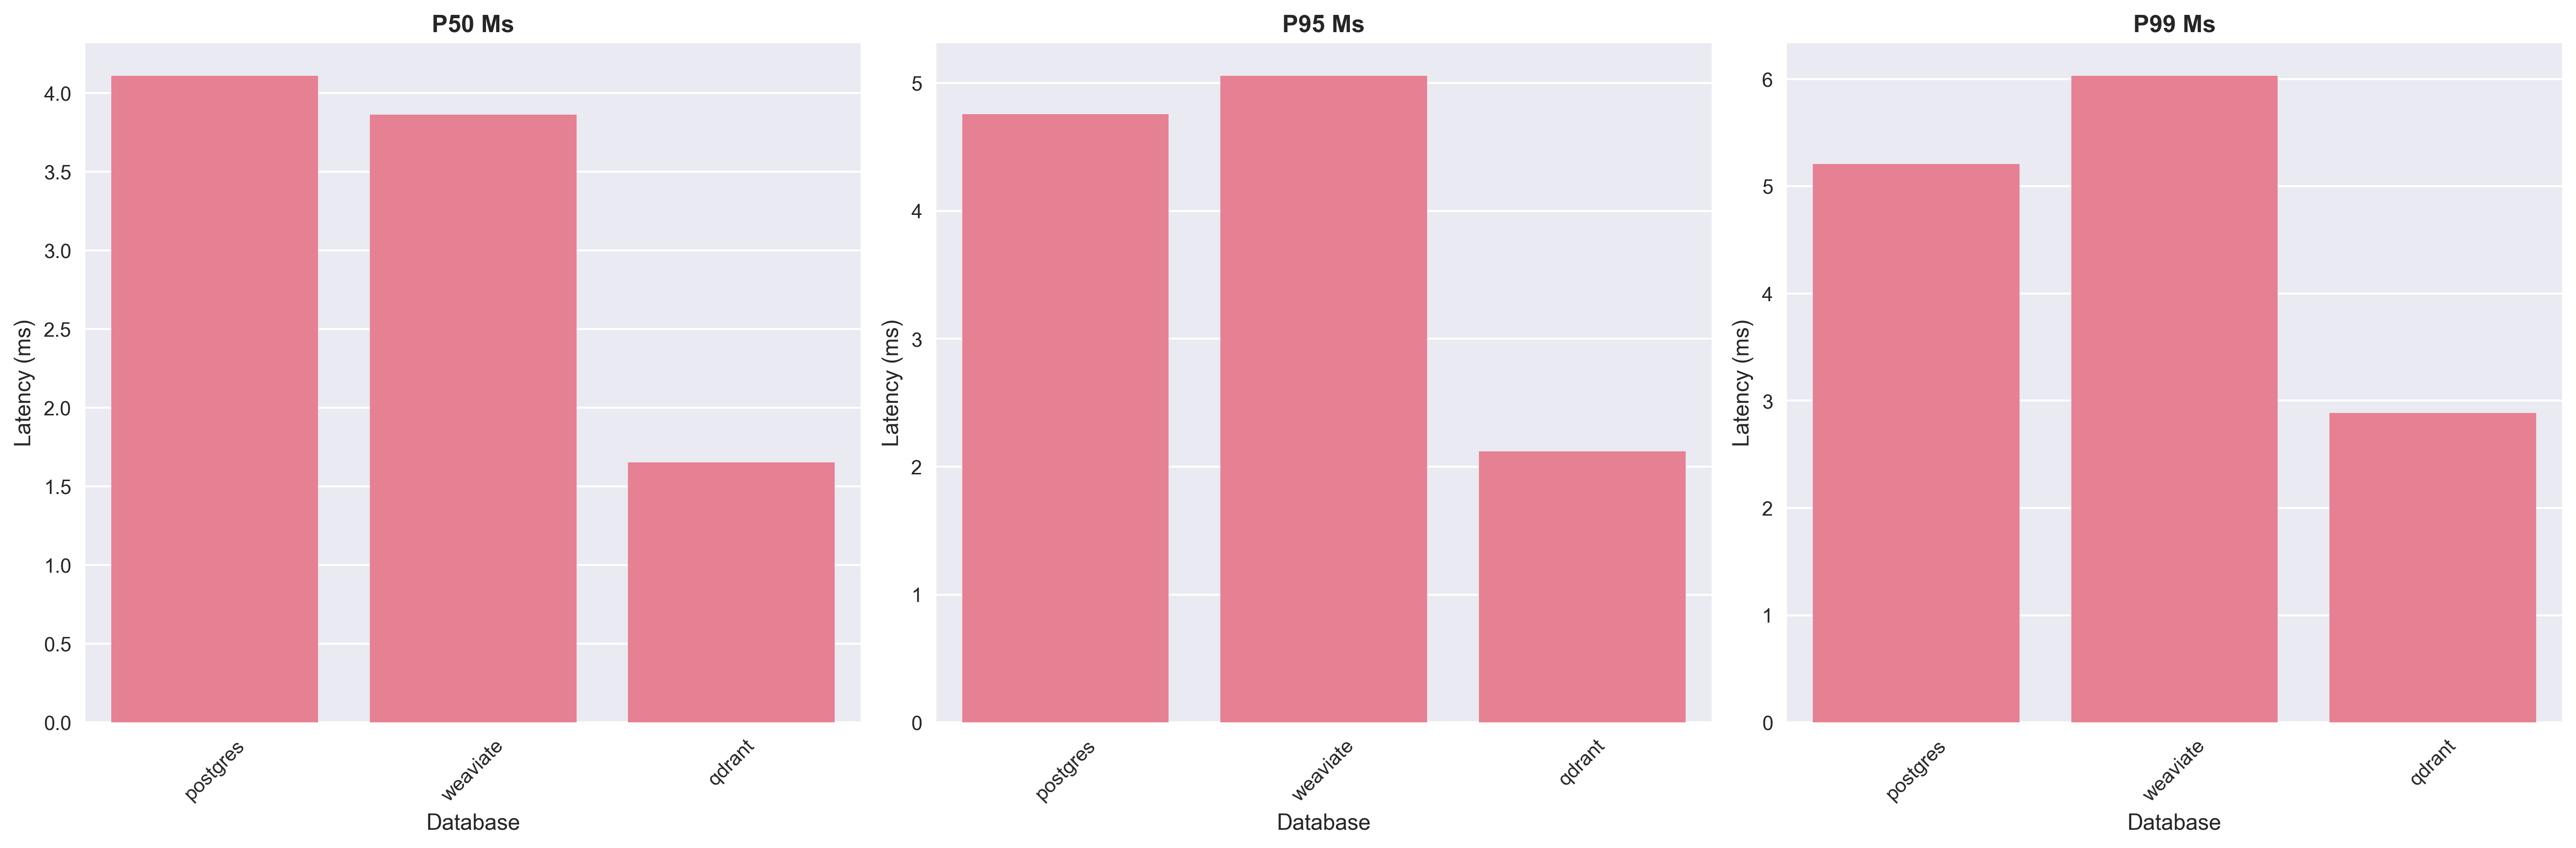 P50 Ms
Latency (ms)
4.0
3.5
3.0
2.5
2.0
1.5
1.0
0.5
0.0
postgres
weaviate
qdrant
Database
P95 Ms
Latency (ms)
5
4
3
2
1
0
postgres
weaviate
qdrant
Database
P99 Ms
Latency (ms)
6
5
4
3
2
1
0
postgres
weaviate
qdrant
Database